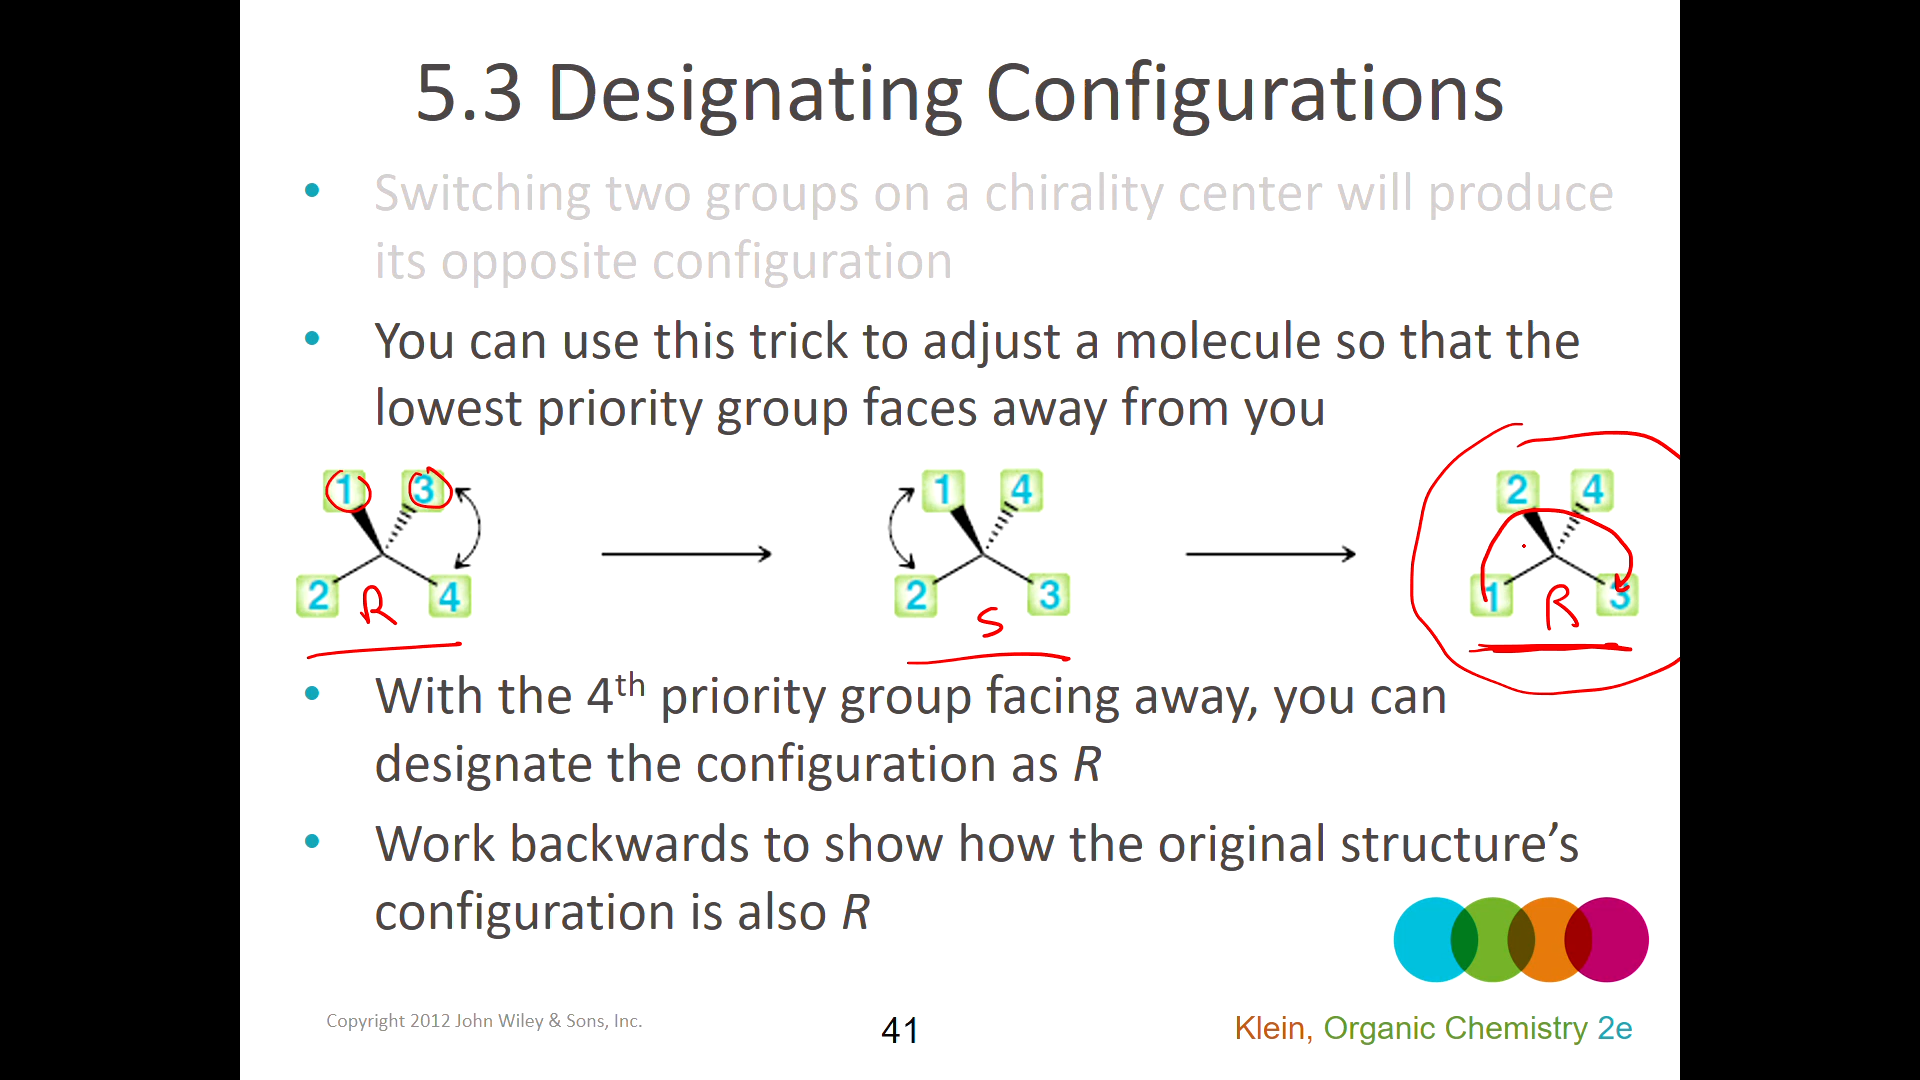 5.3 Designating Configurations
• Switching two groups on a chirality center will produce
its opposite configuration
• You can use this trick to adjust a molecule so that the
lowest priority group faces away from you
1 3 1 4 2 4
2 R 4 2 S 3 1 R 3
• With the 4th priority group facing away, you can
designate the configuration as R
• Work backwards to show how the original structure’s
configuration is also R
Copyright 2012 John Wiley & Sons, Inc. 41 Klein, Organic Chemistry 2e